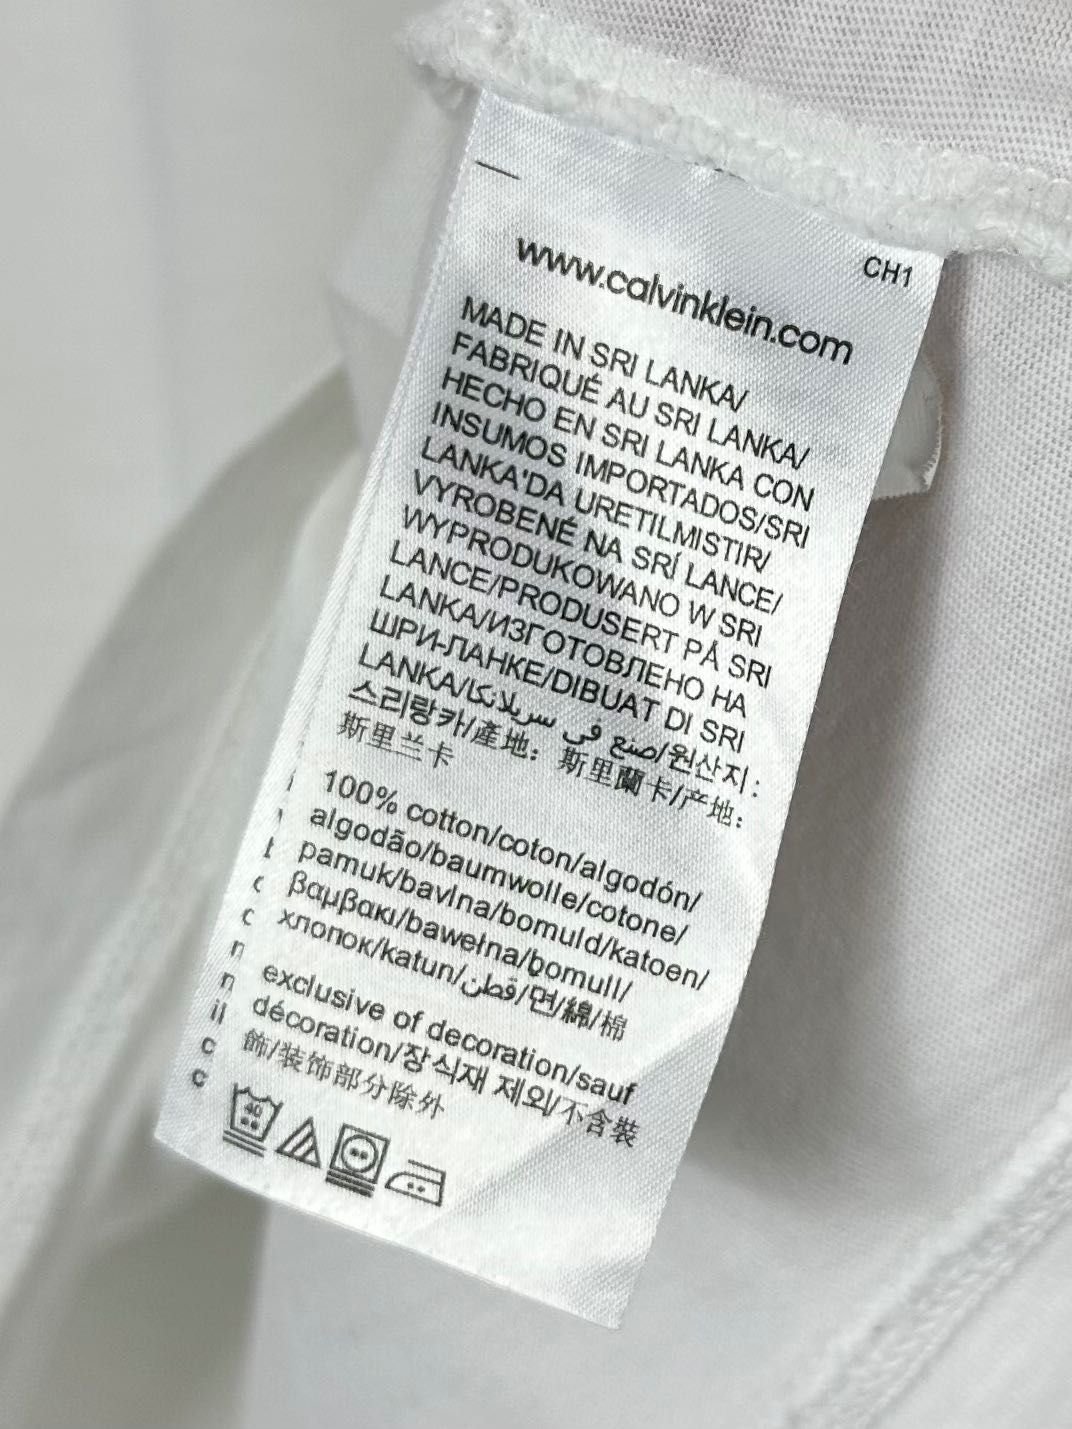 CH1
www.calvinklein.com
MADE IN SRI LANKA/
FABRIQUÉ AU SRI LANKA/
HECHO EN SRI LANKA CON
INSUMOS IMPORTADOS/SRI
LANKA'DA URETILMISTIR/
VYROBENÉ NA SRÍ LANCE/
WYPRODUKOWANO W SRI
LANCE/PRODUSERT PÅ SRI
LANKA/ИЗГОТОВЛЕНО НА
ШРИ-ЛАНКЕ/DIBUAT DI SRI
LANKA/صنع في سريلانكا/원산지:
스리랑카/產地: 斯里蘭卡/产地:
斯里兰卡
100% cotton/coton/algodón/
algodão/baumwolle/cotone/
pamuk/bavlna/bomuld/katoen/
βαμβακι/bawełna/bomull/
хлопок/katun/قطن/면/綿/棉
exclusive of decoration/sauf
décoration/장식재 제외/不含裝
飾/装饰部分除外
40